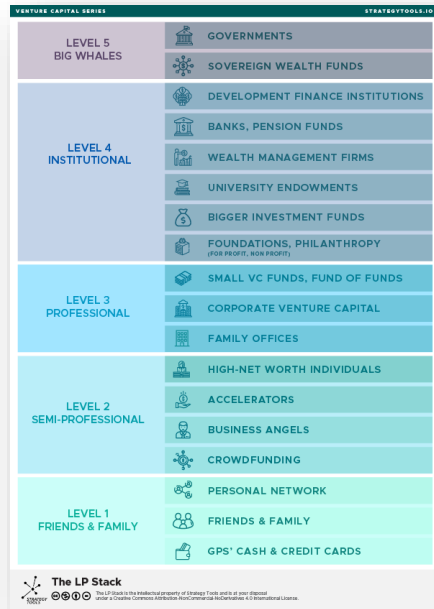 VENTURE CAPITAL SERIES
STRATEGYTOOLS.IO
LEVEL 5
BIG WHALES
GOVERNMENTS
SOVEREIGN WEALTH FUNDS
LEVEL 4
INSTITUTIONAL
DEVELOPMENT FINANCE INSTITUTIONS
BANKS, PENSION FUNDS
WEALTH MANAGEMENT FIRMS
UNIVERSITY ENDOWMENTS
BIGGER INVESTMENT FUNDS
FOUNDATIONS, PHILANTHROPY
(FOR PROFIT, NON PROFIT)
LEVEL 3
PROFESSIONAL
SMALL VC FUNDS, FUND OF FUNDS
CORPORATE VENTURE CAPITAL
FAMILY OFFICES
LEVEL 2
SEMI-PROFESSIONAL
HIGH-NET WORTH INDIVIDUALS
ACCELERATORS
BUSINESS ANGELS
CROWDFUNDING
LEVEL 1
FRIENDS & FAMILY
PERSONAL NETWORK
FRIENDS & FAMILY
GPS' CASH & CREDIT CARDS
STRATEGY
TOOLS
The LP Stack
The LP Stack is the intellectual property of Strategy Tools and is at your disposal
under a Creative Commons Attribution-NonCommercial-NoDerivatives 4.0 International License.